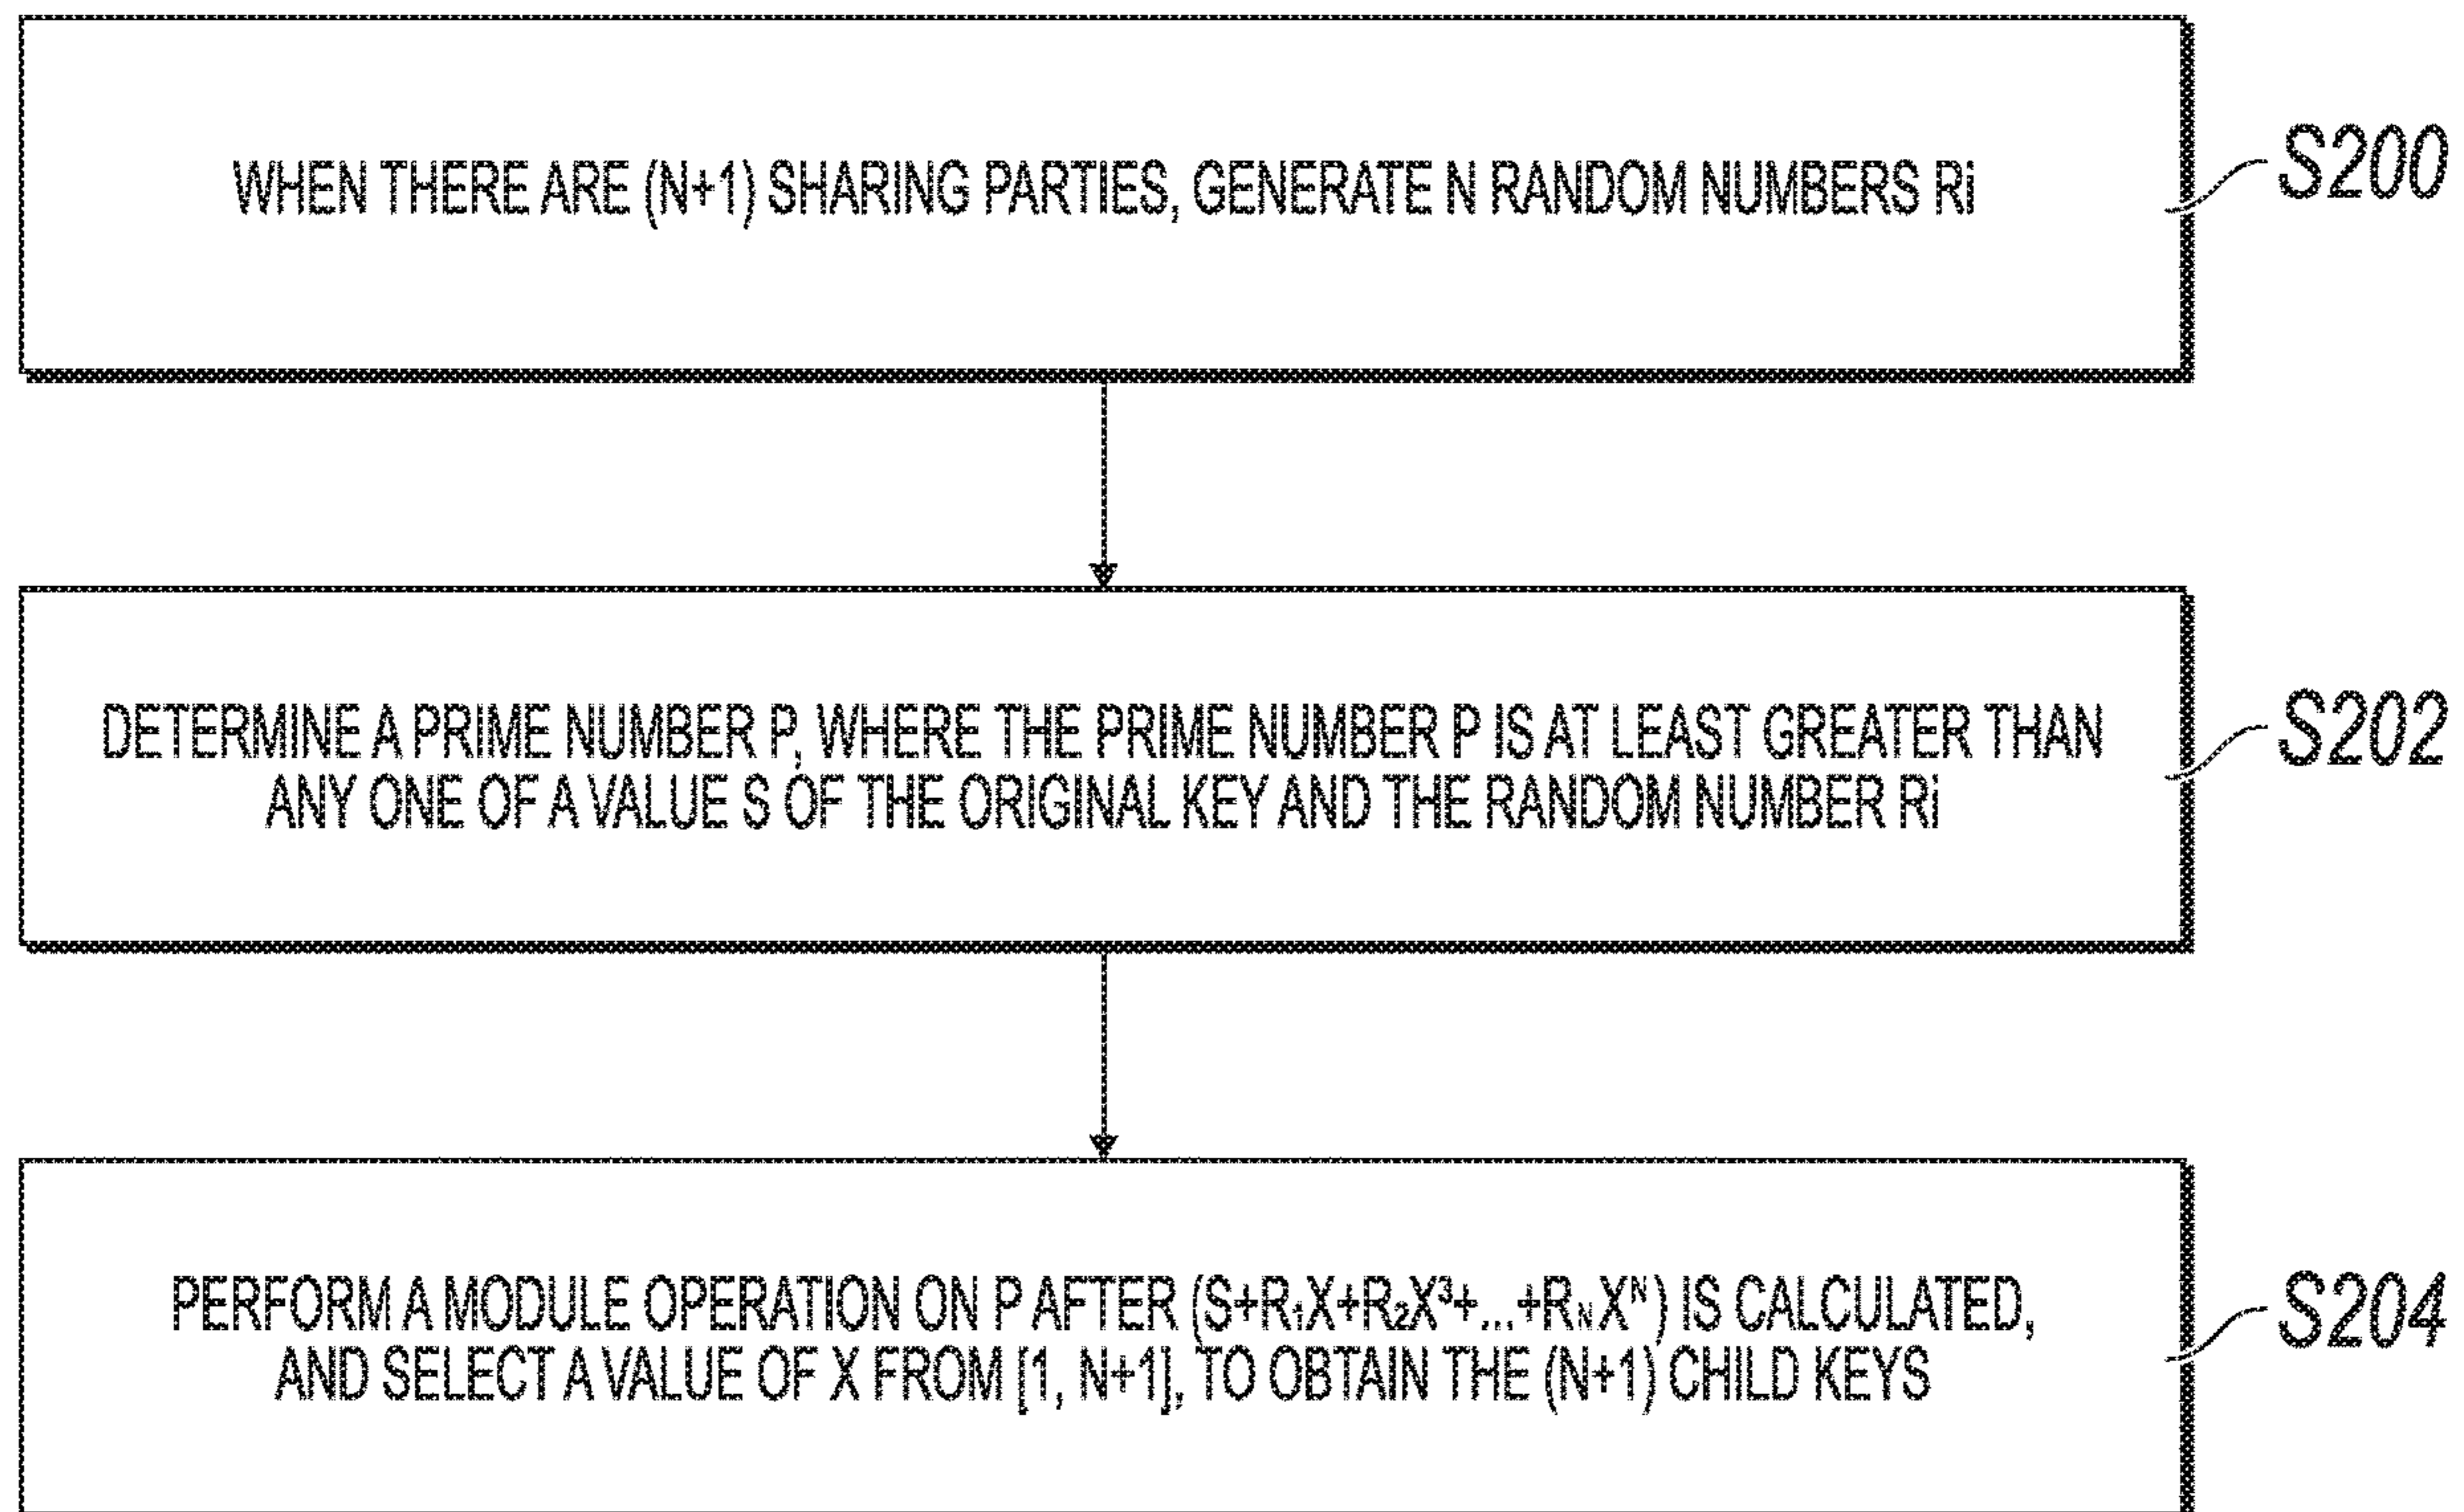 WHEN THERE ARE (N+1) SHARING PARTIES, GENERATE N RANDOM NUMBERS Ri
S200
DETERMINE A PRIME NUMBER P, WHERE THE PRIME NUMBER P IS AT LEAST GREATER THAN
ANY ONE OF A VALUE S OF THE ORIGINAL KEY AND THE RANDOM NUMBER Ri
S202
PERFORM A MODULE OPERATION ON P AFTER (S+R₁X+R₂X³+...+R_NX^N) IS CALCULATED,
AND SELECT A VALUE OF X FROM [1, N+1], TO OBTAIN THE (N+1) CHILD KEYS
S204